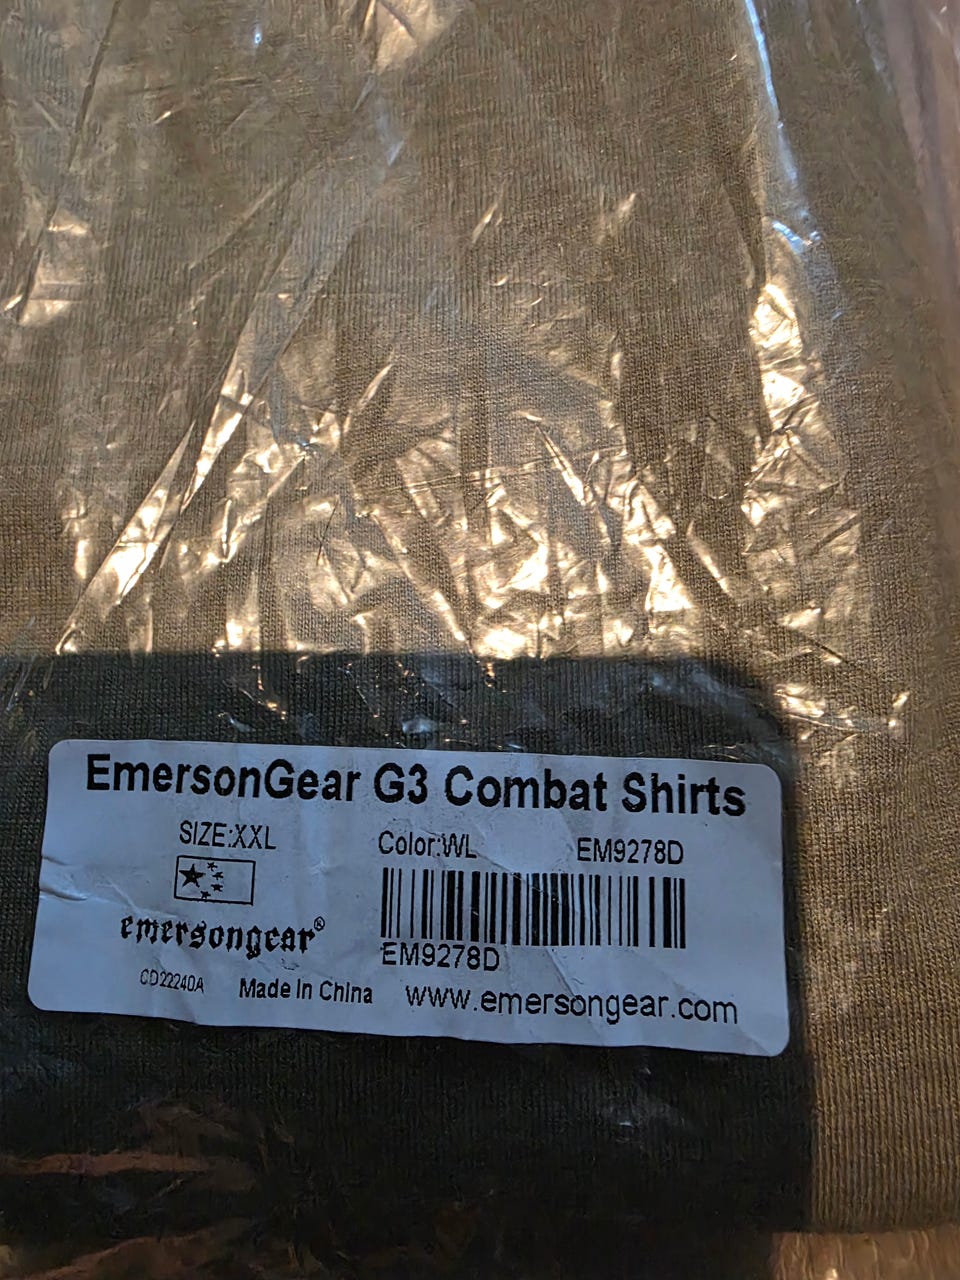 EmersonGear G3 Combat Shirts
SIZE:XXL Color:WL EM9278D
emersongear®
EM9278D
CD22240A Made In China www.emersongear.com